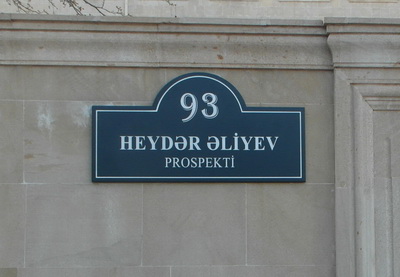 93
HEYDƏR ƏLİYEV
PROSPEKTİ